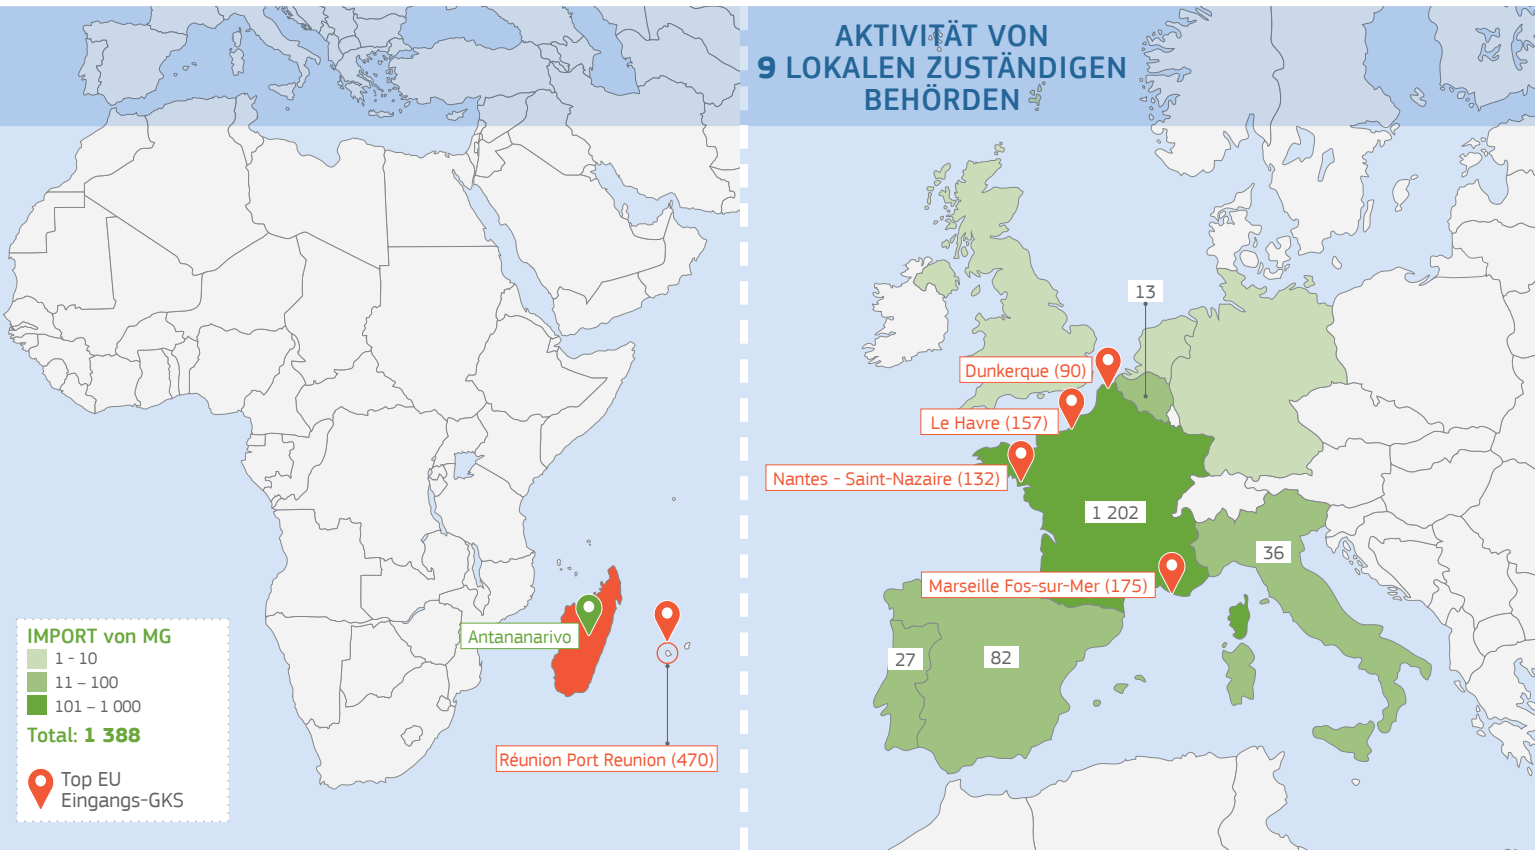 AKTIVITÄT VON
9 LOKALEN ZUSTÄNDIGEN
BEHÖRDEN
13
Dunkerque (90)
Le Havre (157)
Nantes - Saint-Nazaire (132)
1 202
36
Marseille Fos-sur-Mer (175)
27
82
Antananarivo
Réunion Port Reunion (470)
IMPORT von MG
1 - 10
11 – 100
101 – 1 000
Total: 1 388
Top EU
Eingangs-GKS